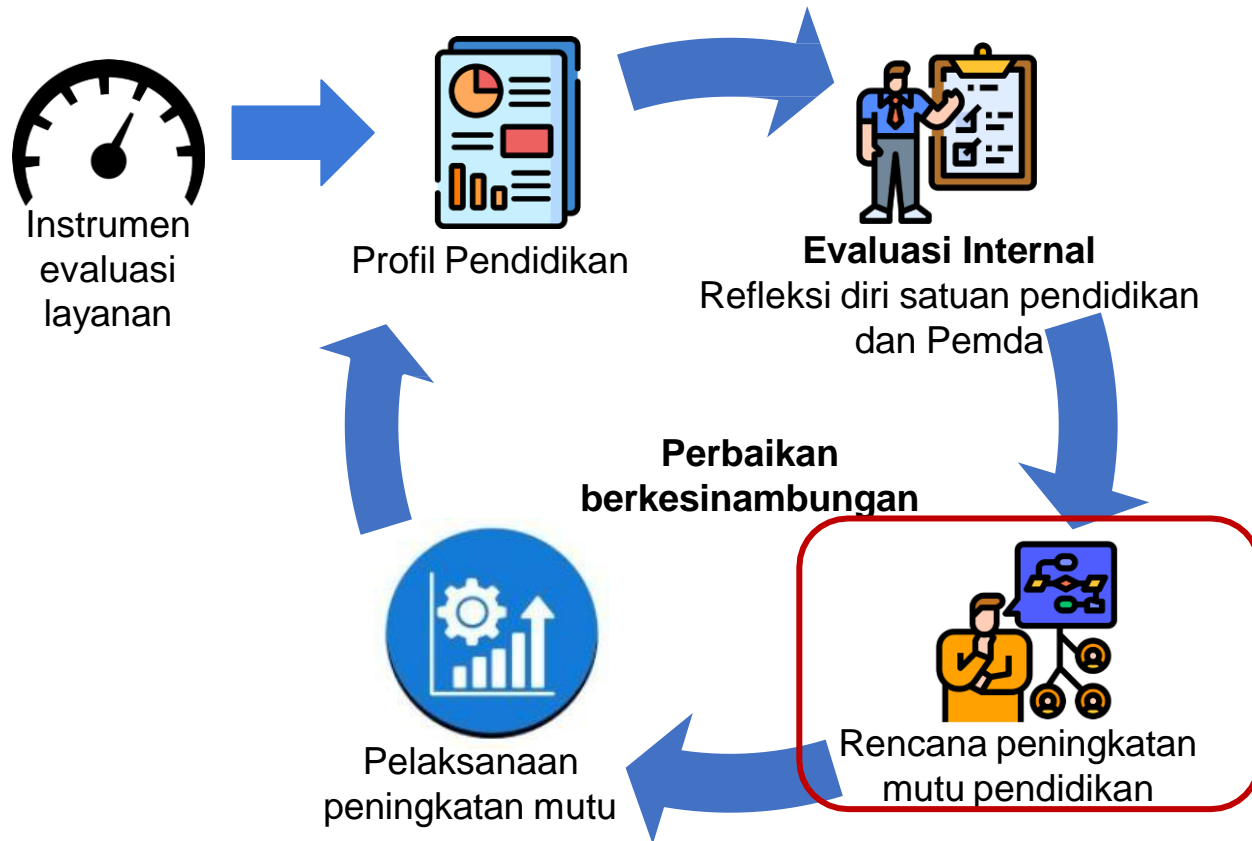 Instrumen
evaluasi
layanan
Profil Pendidikan
Evaluasi Internal
Refleksi diri satuan pendidikan
dan Pemda
Perbaikan
berkesinambungan
Rencana peningkatan
mutu pendidikan
Pelaksanaan
peningkatan mutu